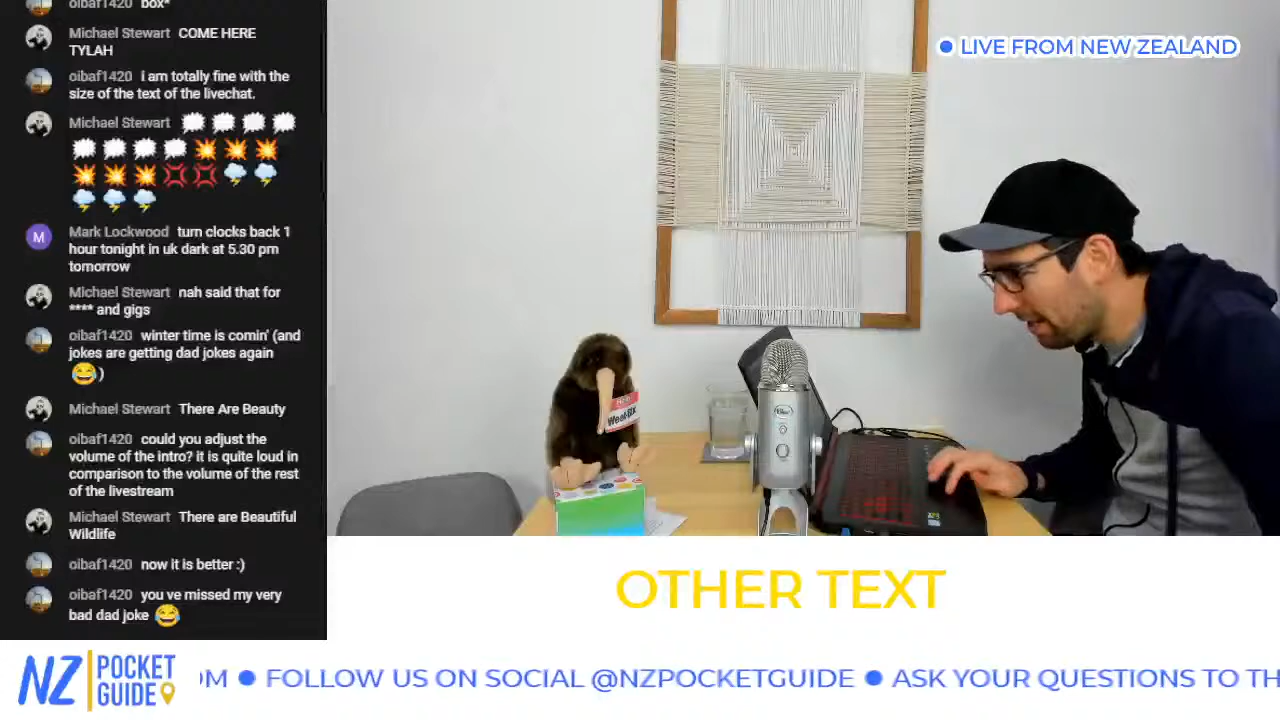 oibaf1420 box*
Michael Stewart COME HERE
TYLAH
oibaf1420 i am totally fine with the
size of the text of the livechat.
Michael Stewart
Mark Lockwood turn clocks back 1
hour tonight in uk dark at 5.30 pm
tomorrow
Michael Stewart nah said that for
**** and gigs
oibaf1420 winter time is comin' (and
jokes are getting dad jokes again
😂)
Michael Stewart There Are Beauty
oibaf1420 could you adjust the
volume of the intro? it is quite loud in
comparison to the volume of the rest
of the livestream
Michael Stewart There are Beautiful
Wildlife
oibaf1420 now it is better :)
oibaf1420 you ve missed my very
bad dad joke 😂
M
LIVE FROM NEW ZEALAND
Weet-Bix
blue
OTHER TEXT
NZ POCKET
GUIDE
OM ● FOLLOW US ON SOCIAL @NZPOCKETGUIDE ● ASK YOUR QUESTIONS TO TH